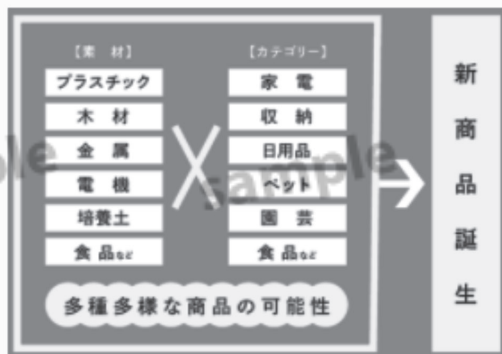 【素 材】
プラスチック
木 材
金 属
電 機
培養土
食 品など
×
【カテゴリー】
家 電
収 納
日用品
ペット
園 芸
食 品など
多種多様な商品の可能性
新商品誕生
sample